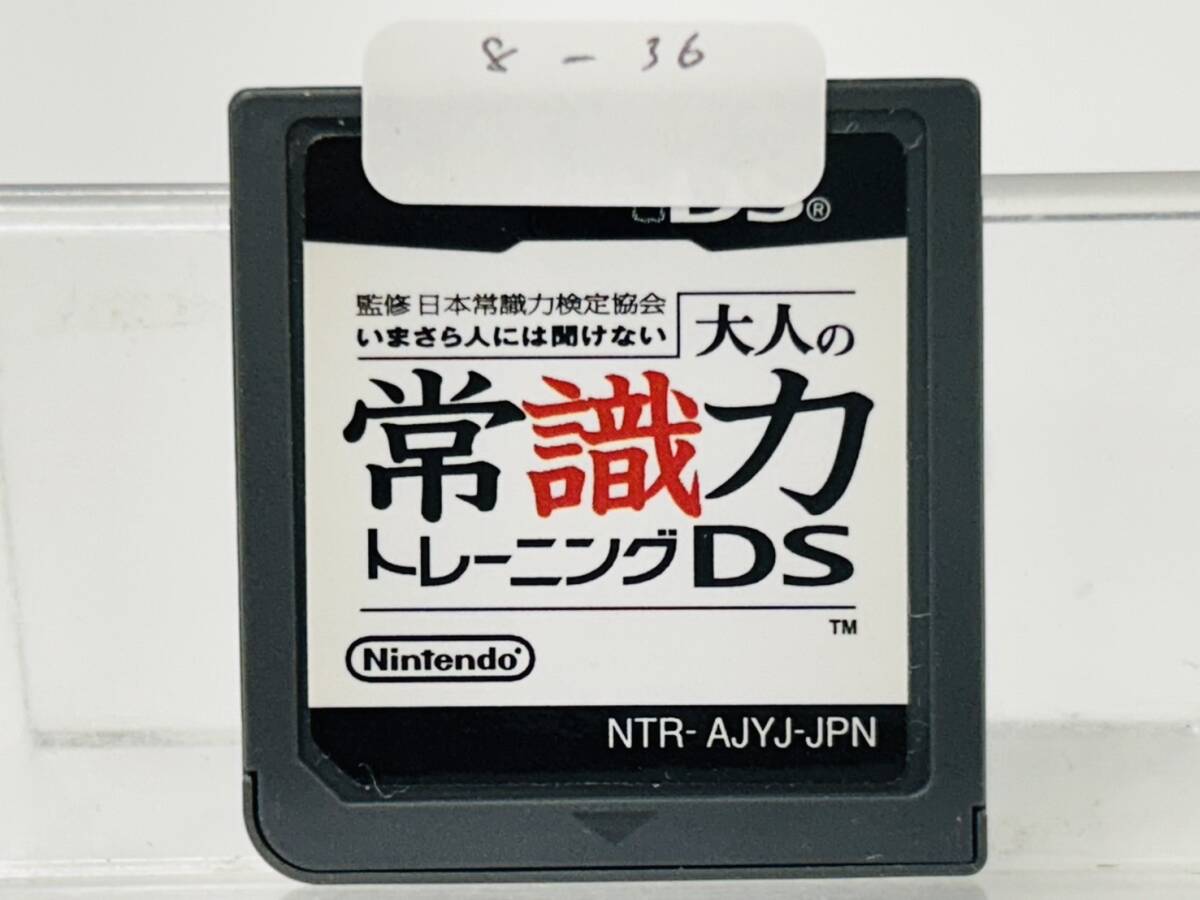 8 - 36
DS®
監修 日本常識力検定協会
いまさら人には聞けない
大人の
常識力
トレーニングDS
TM
Nintendo
NTR- AJYJ-JPN